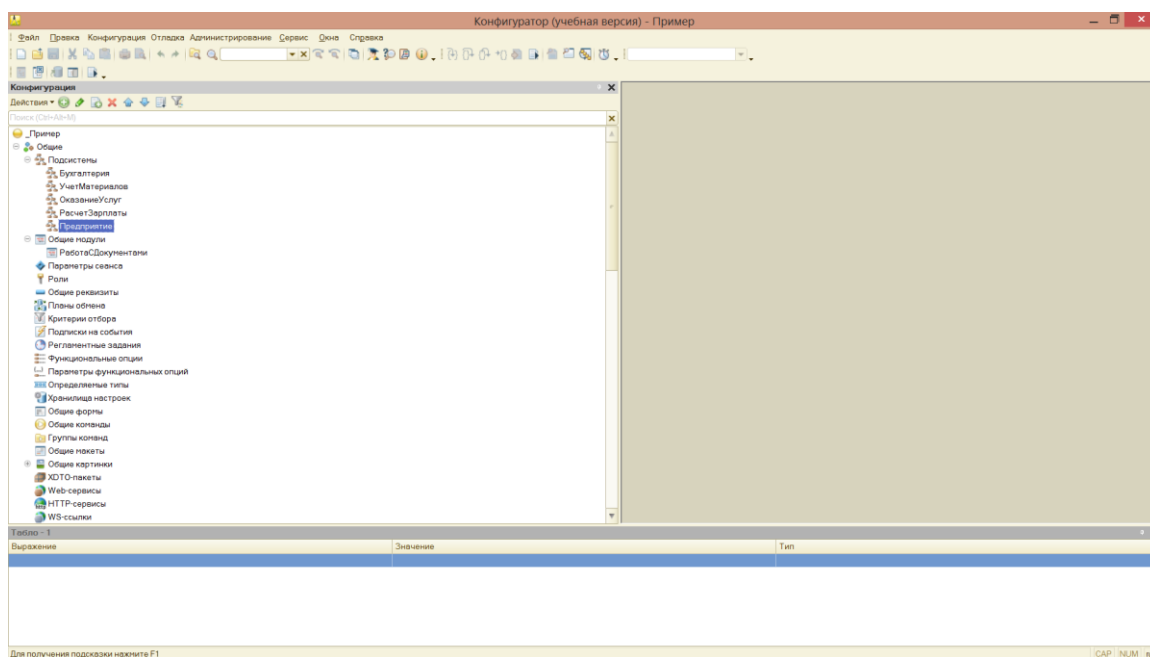 Конфигуратор (учебная версия) - Пример
Файл Правка Конфигурация Отладка Администрирование Сервис Окна Справка
Конфигурация
Действия
Поиск (Ctrl+Alt+M)
_Пример
Общие
Подсистемы
Бухгалтерия
УчетМатериалов
ОказаниеУслуг
РасчетЗарплаты
Предприятие
Общие модули
РаботаСДокументами
Параметры сеанса
Роли
Общие реквизиты
Планы обмена
Критерии отбора
Подписки на события
Регламентные задания
Функциональные опции
Параметры функциональных опций
Определяемые типы
Хранилища настроек
Общие формы
Общие команды
Группы команд
Общие макеты
Общие картинки
XDTO-пакеты
Web-сервисы
HTTP-сервисы
WS-ссылки
Табло - 1
Выражение Значение Тип
Для получения подсказки нажмите F1 CAP NUM